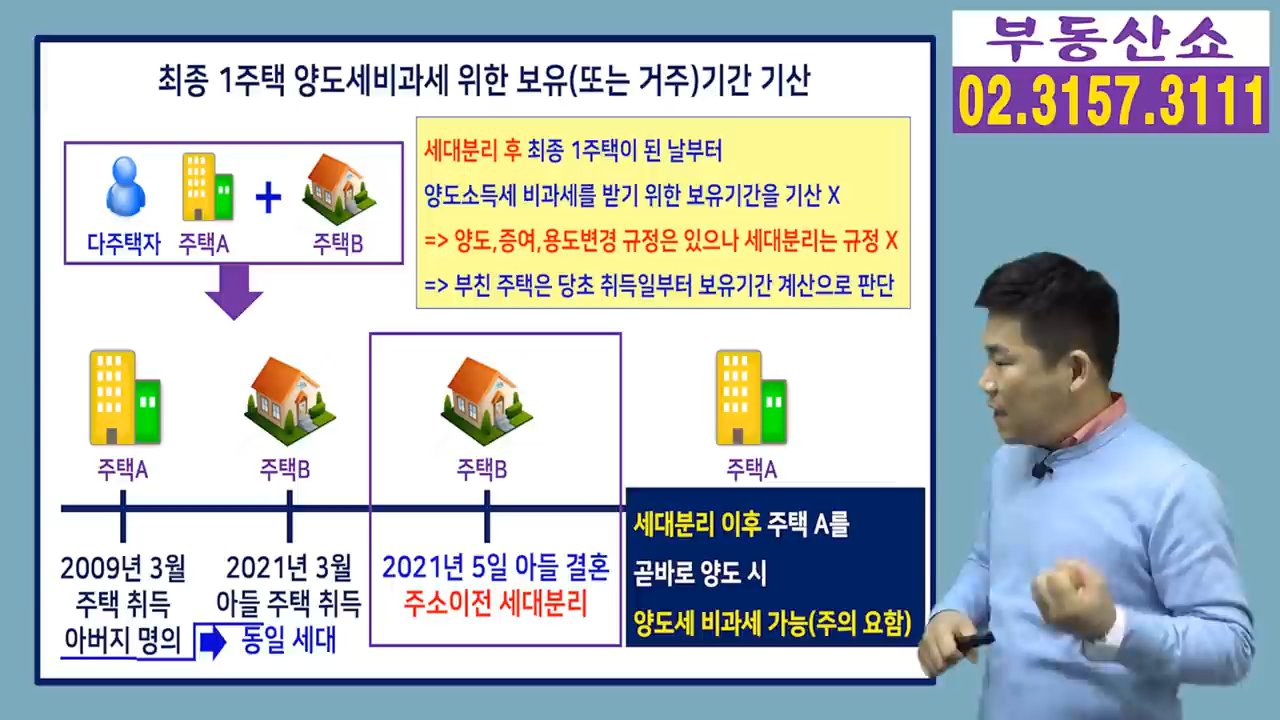 부동산쇼
02.3157.3111
최종 1주택 양도세비과세 위한 보유(또는 거주)기간 기산
다주택자
주택A
+
주택B
세대분리 후 최종 1주택이 된 날부터
양도소득세 비과세를 받기 위한 보유기간을 기산 X
=> 양도,증여,용도변경 규정은 있으나 세대분리는 규정 X
=> 부친 주택은 당초 취득일부터 보유기간 계산으로 판단
주택A
주택B
주택B
주택A
2009년 3월
주택 취득
아버지 명의
2021년 3월
아들 주택 취득
동일 세대
2021년 5일 아들 결혼
주소이전 세대분리
세대분리 이후 주택 A를
곧바로 양도 시
양도세 비과세 가능(주의 요함)